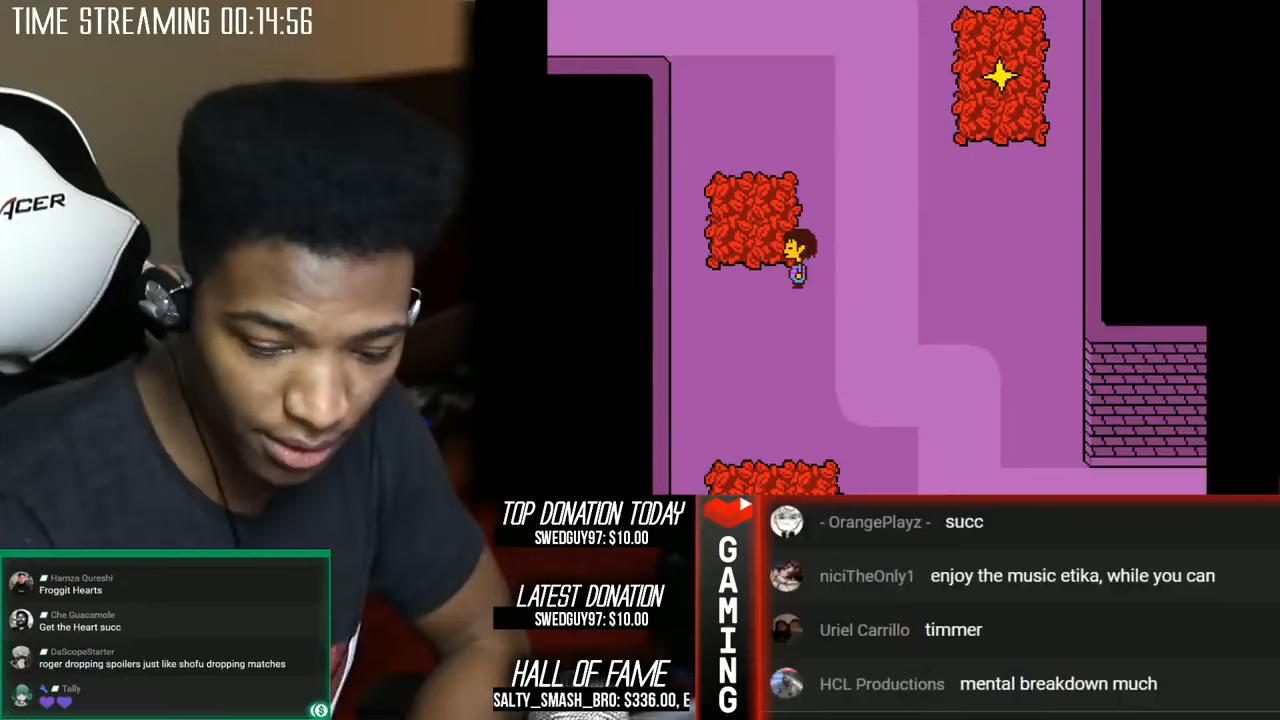 TIME STREAMING 00:14:56
ACER
TOP DONATION TODAY
SWEDGUY97: $10.00
LATEST DONATION
SWEDGUY97: $10.00
HALL OF FAME
SALTY_SMASH_BRO: $336.00, E
GAMING
- OrangePlayz - succ
niciTheOnly1 enjoy the music etika, while you can
Uriel Carrillo timmer
HCL Productions mental breakdown much
Hamza Qureshi
Froggit Hearts
Che Guacamole
Get the Heart succ
DaScopeStarter
roger dropping spoilers just like shofu dropping matches
Tally